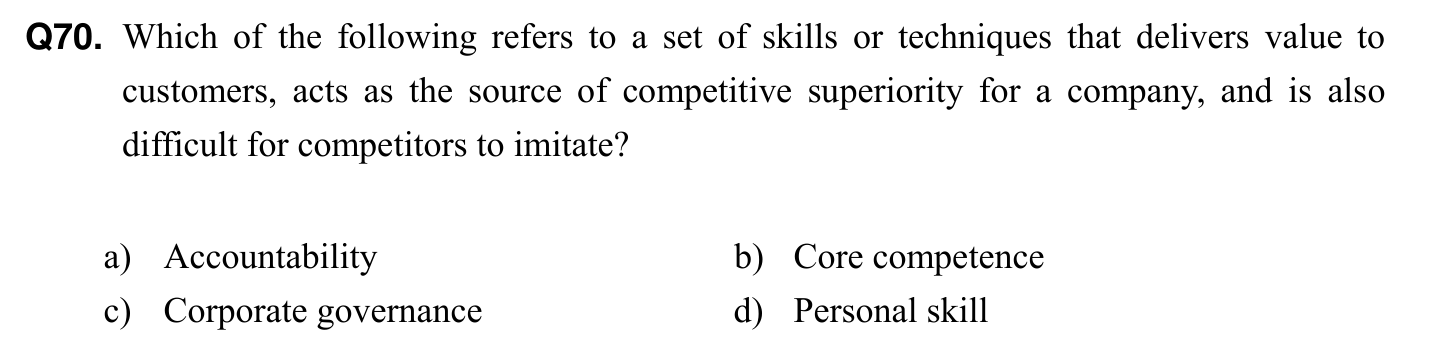 Q70. Which of the following refers to a set of skills or techniques that delivers value to
customers, acts as the source of competitive superiority for a company, and is also
difficult for competitors to imitate?
a) Accountability b) Core competence
c) Corporate governance d) Personal skill